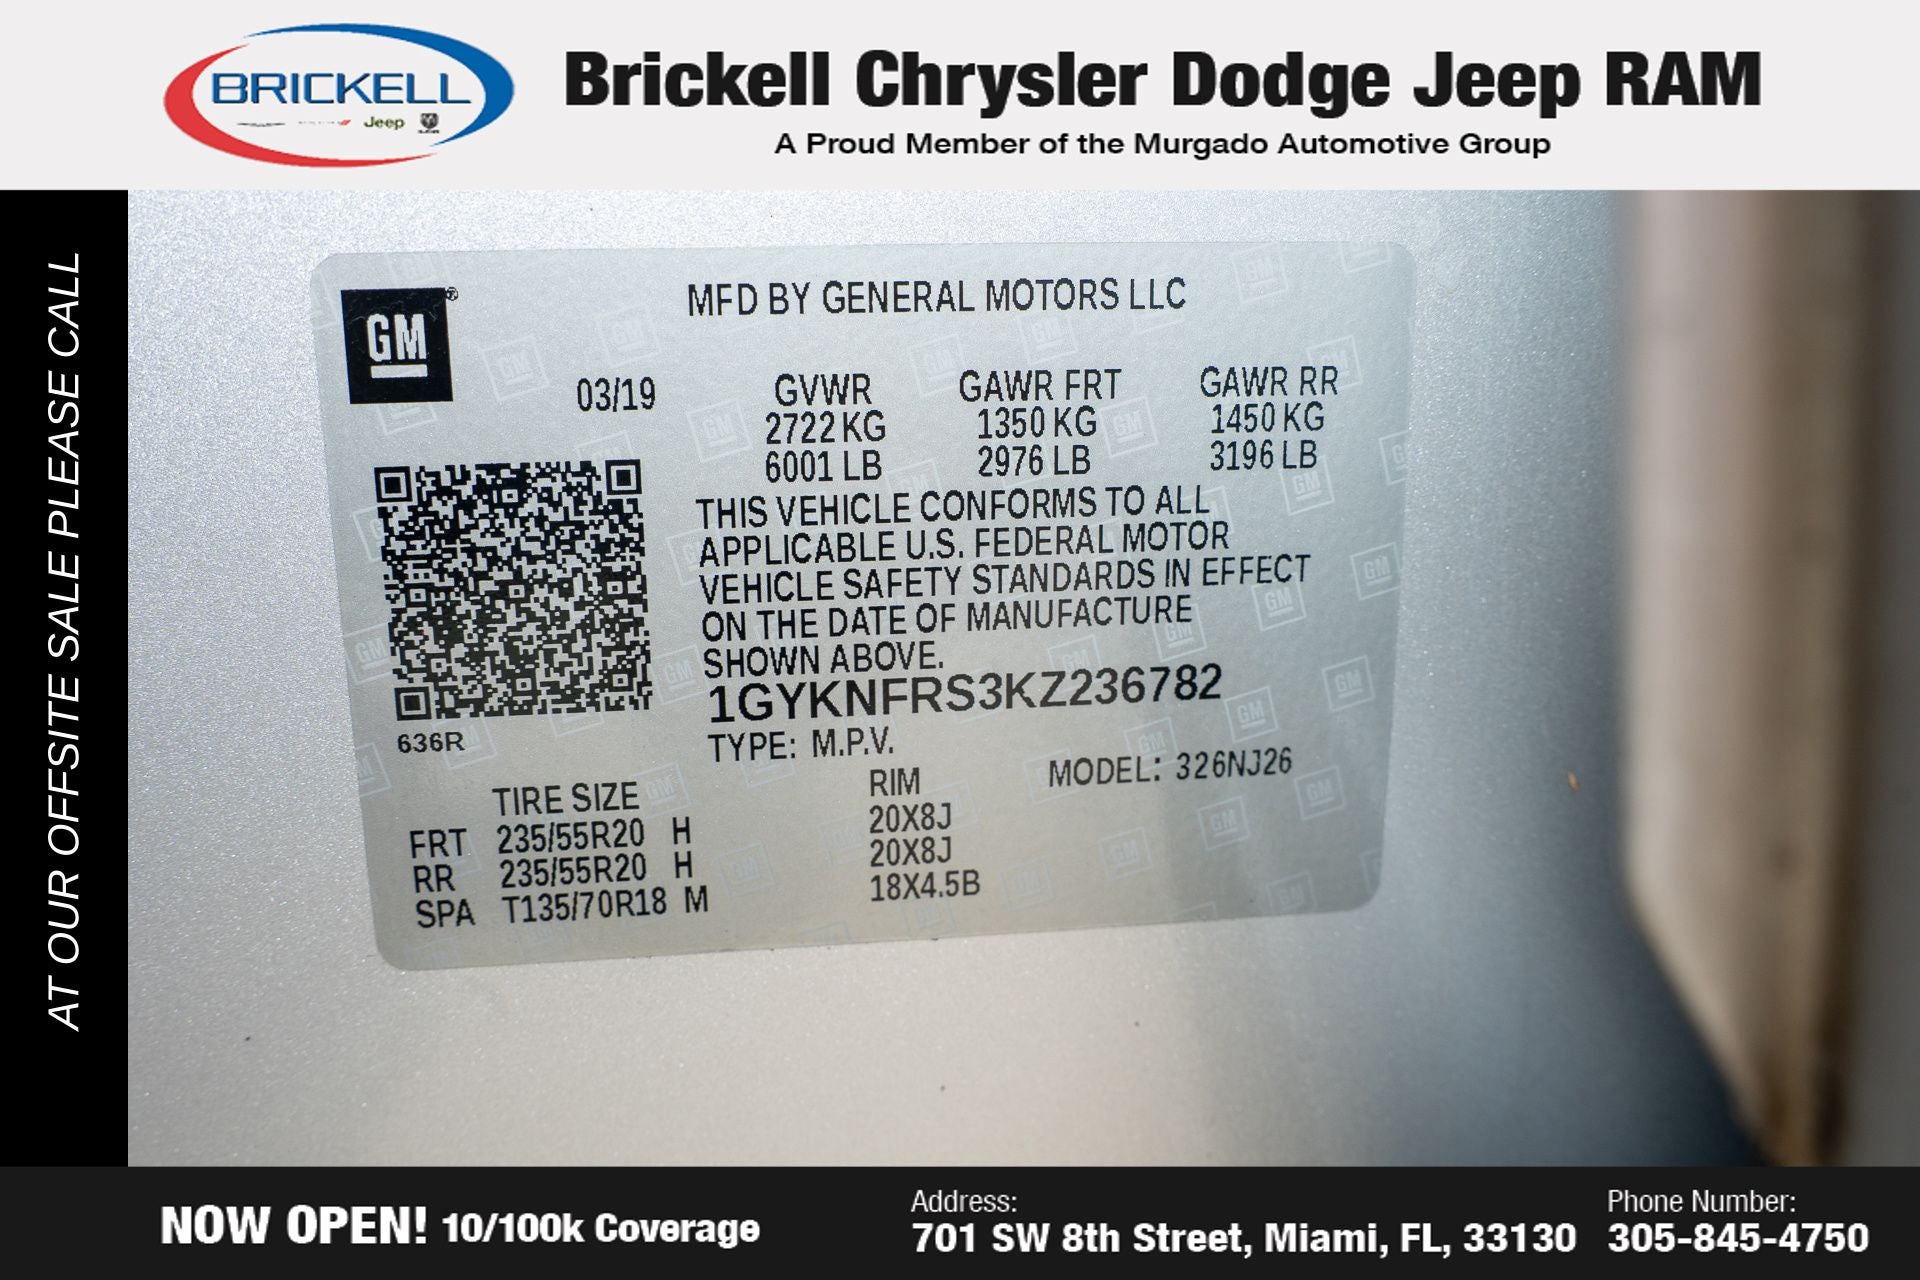 BRICKELL
Jeep
Brickell Chrysler Dodge Jeep RAM
A Proud Member of the Murgado Automotive Group
AT OUR OFFSITE SALE PLEASE CALL
GM
MFD BY GENERAL MOTORS LLC
03/19 GVWR GAWR FRT GAWR RR
2722 KG 1350 KG 1450 KG
6001 LB 2976 LB 3196 LB
THIS VEHICLE CONFORMS TO ALL
APPLICABLE U.S. FEDERAL MOTOR
VEHICLE SAFETY STANDARDS IN EFFECT
ON THE DATE OF MANUFACTURE
SHOWN ABOVE.
1GYKNFRS3KZ236782
636R
TYPE: M.P.V.
MODEL: 326NJ26
TIRE SIZE RIM
FRT 235/55R20 H 20X8J
RR 235/55R20 H 20X8J
SPA T135/70R18 M 18X4.5B
NOW OPEN! 10/100k Coverage
Address:
701 SW 8th Street, Miami, FL, 33130
Phone Number:
305-845-4750